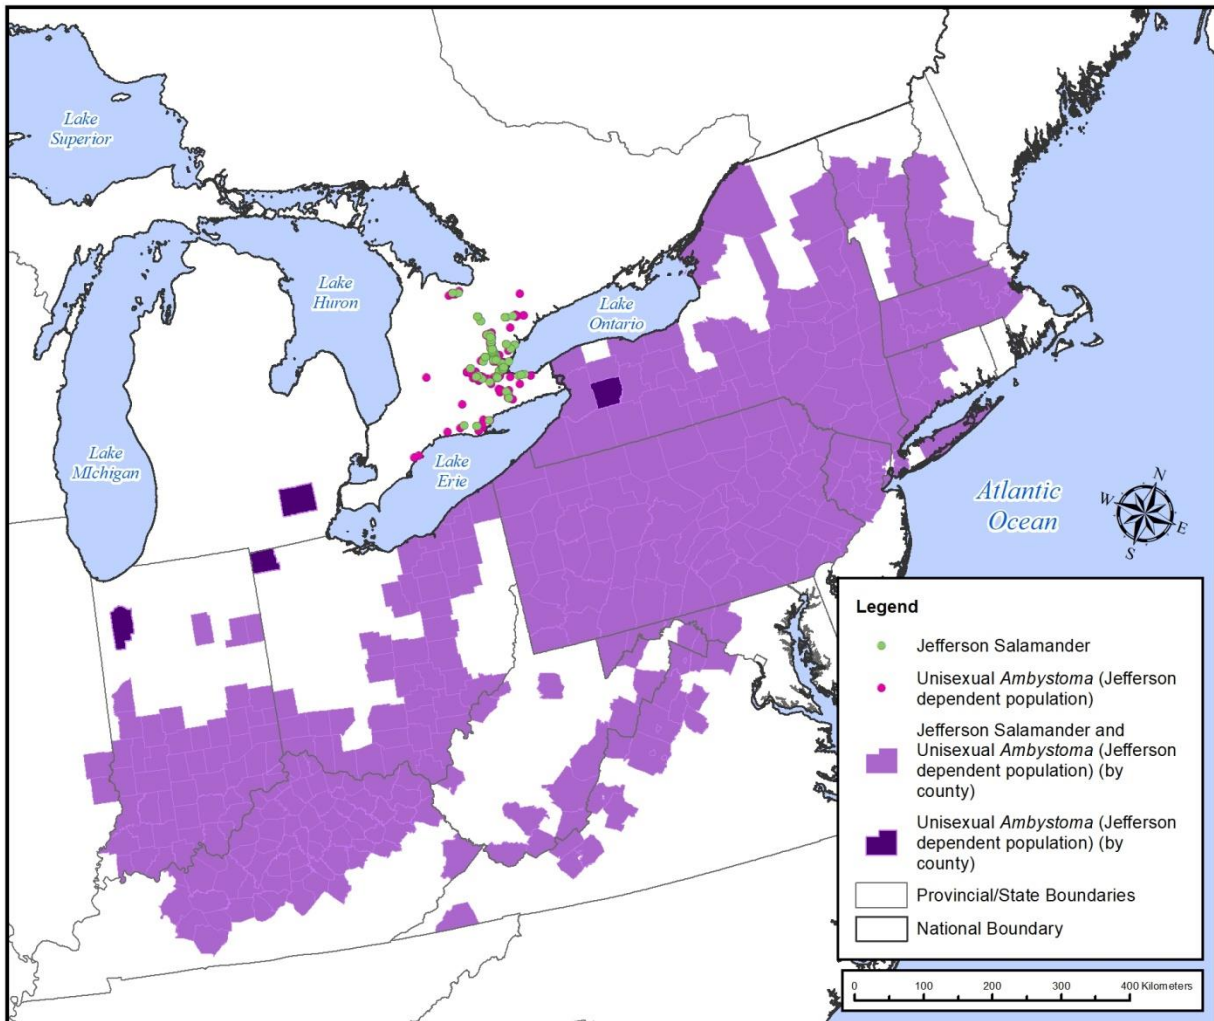 Lake
Superior
Lake
Huron
Lake
Ontario
Lake
MIchigan
Lake
Erie
Atlantic
Ocean
N
W
E
S
Legend
Jefferson Salamander
Unisexual Ambystoma (Jefferson
dependent population)
Jefferson Salamander and
Unisexual Ambystoma (Jefferson
dependent population) (by
county)
Unisexual Ambystoma (Jefferson
dependent population) (by
county)
Provincial/State Boundaries
National Boundary
0 100 200 300 400 Kilometers